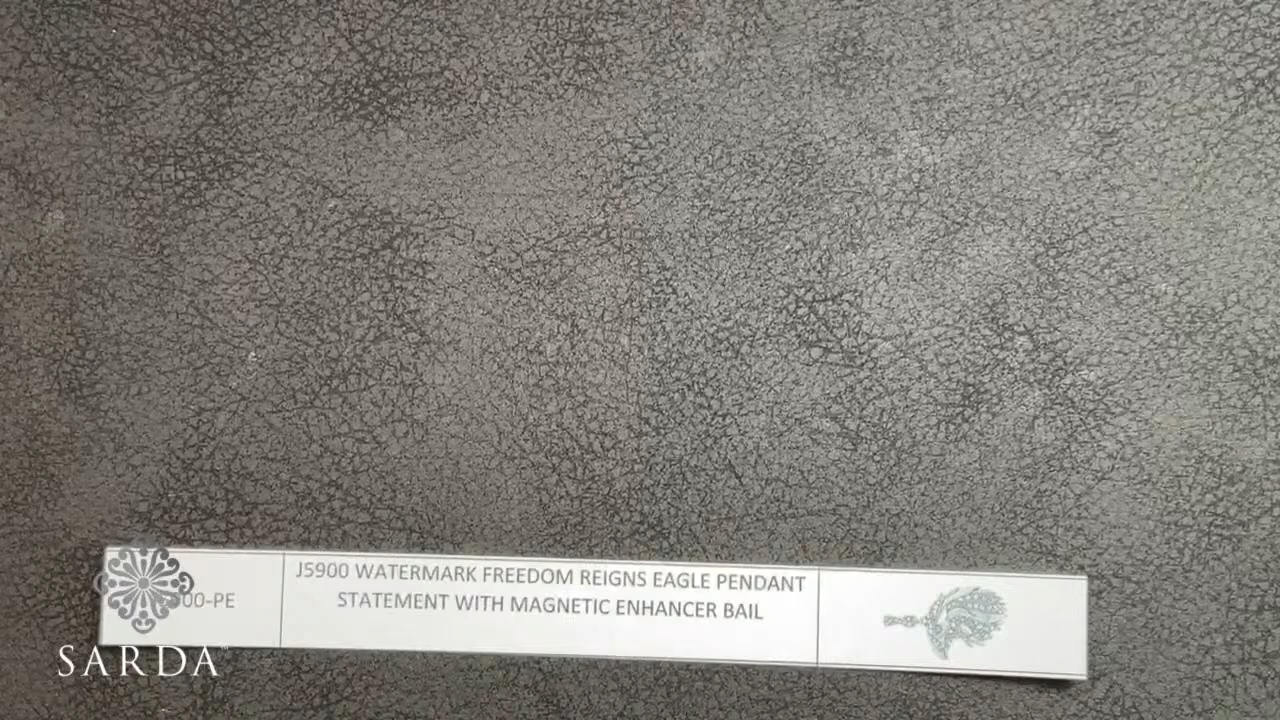 00-PE
J5900 WATERMARK FREEDOM REIGNS EAGLE PENDANT
STATEMENT WITH MAGNETIC ENHANCER BAIL
SARDA